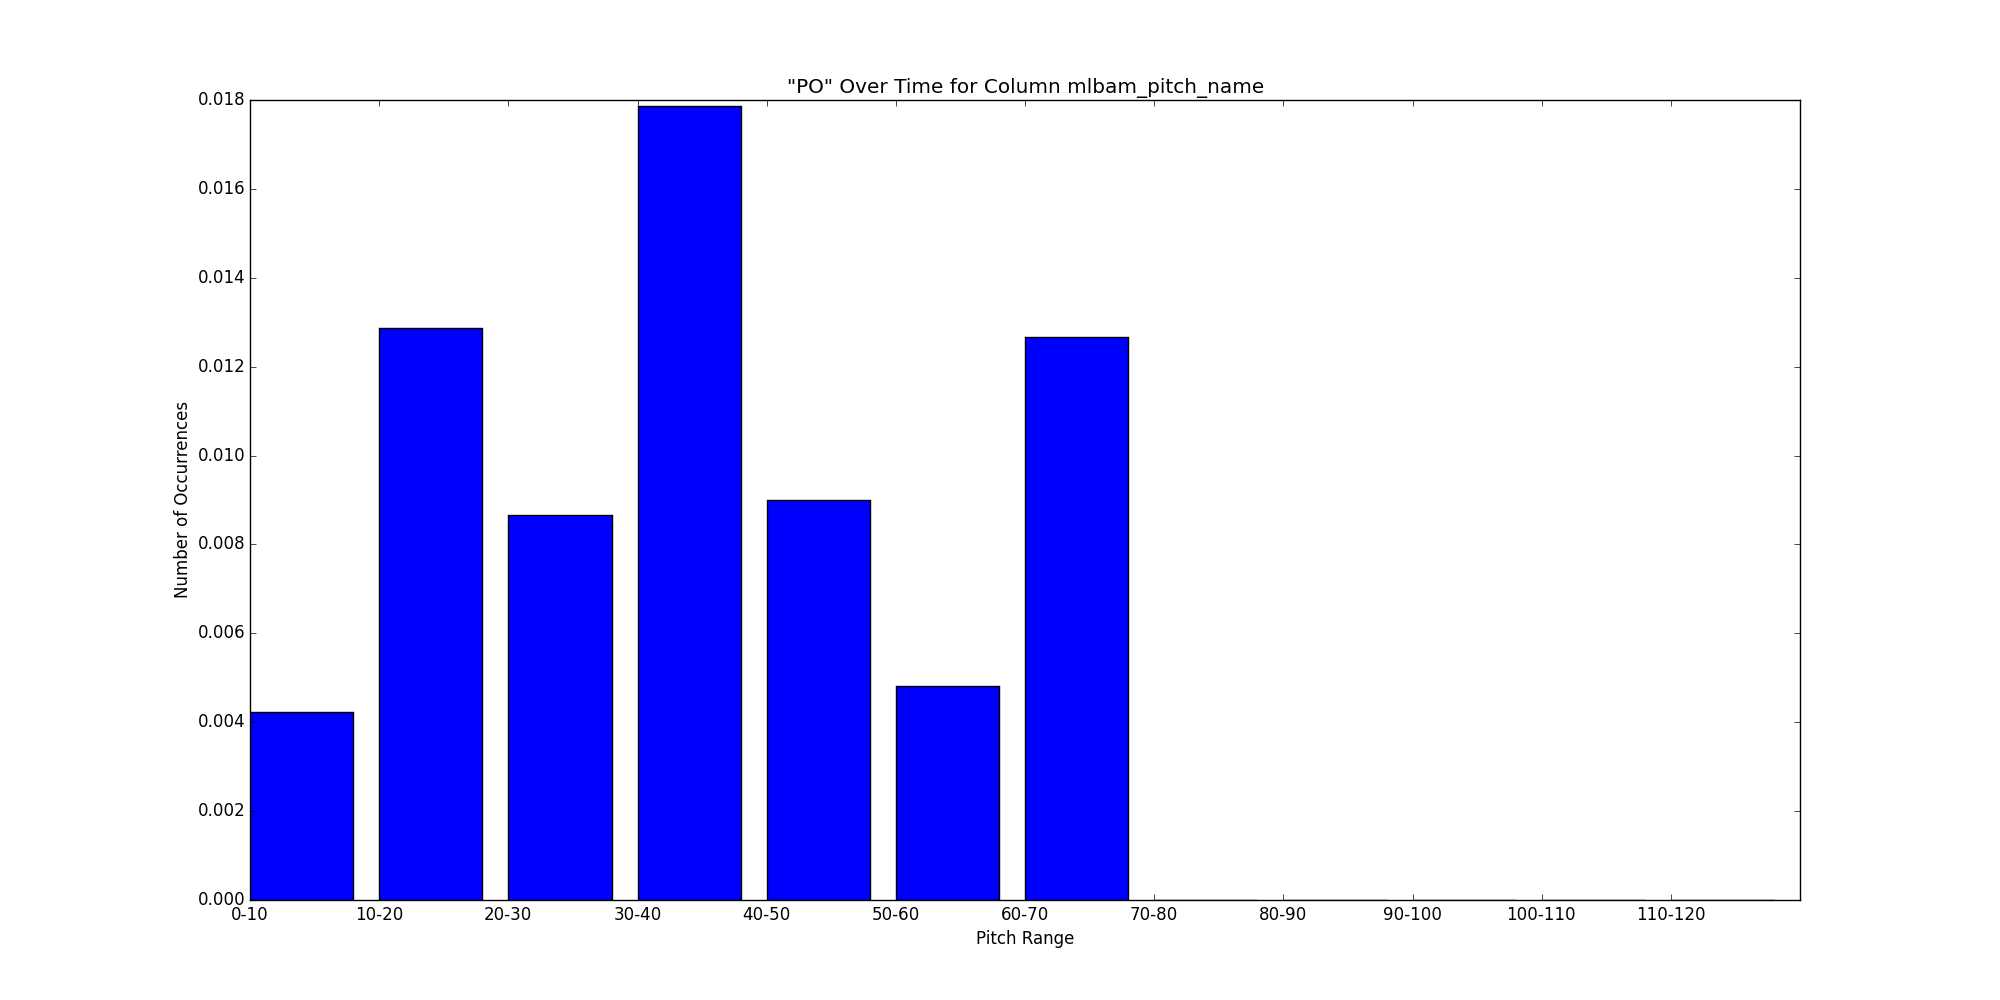 "PO" Over Time for Column mlbam_pitch_name
0.018
0.016
0.014
0.012
0.010
0.008
0.006
0.004
0.002
0.000
Number of Occurrences
0-10 10-20 20-30 30-40 40-50 50-60 60-70 70-80 80-90 90-100 100-110 110-120
Pitch Range